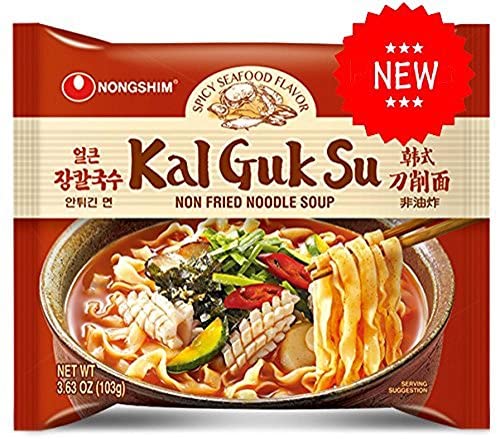 NONGSHIM
SPICY SEAFOOD FLAVOR
★★★
NEW
★★★
얼큰
장칼국수
안튀긴 면
Kal Guk Su
韩式
刀削面
非油炸
NON FRIED NOODLE SOUP
NET WT
3.63 OZ (103g)
SERVING
SUGGESTION